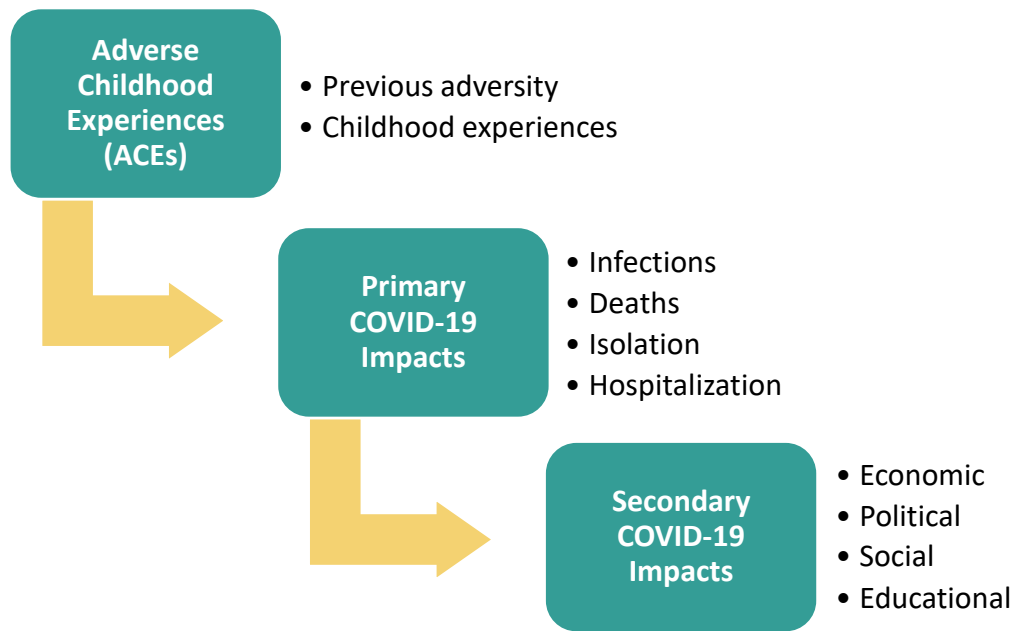 Adverse
Childhood
Experiences
(ACEs)
• Previous adversity
• Childhood experiences
Primary
COVID-19
Impacts
• Infections
• Deaths
• Isolation
• Hospitalization
Secondary
COVID-19
Impacts
• Economic
• Political
• Social
• Educational